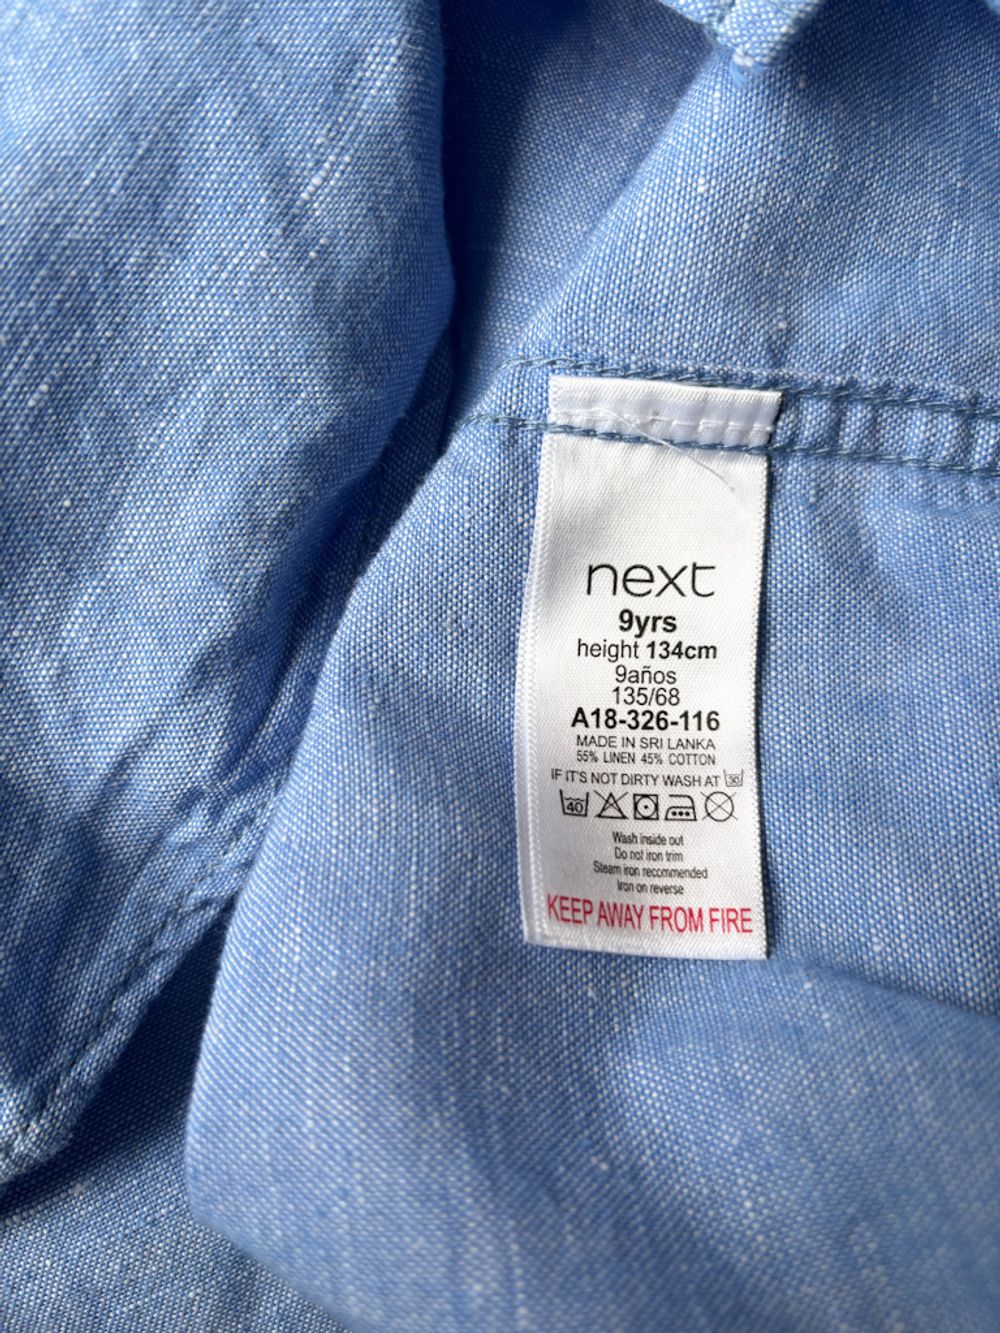 next
9yrs
height 134cm
9años
135/68
A18-326-116
MADE IN SRI LANKA
55% LINEN 45% COTTON
IF IT'S NOT DIRTY WASH AT 30
40
Wash inside out
Do not iron trim
Steam iron recommended
Iron on reverse
KEEP AWAY FROM FIRE